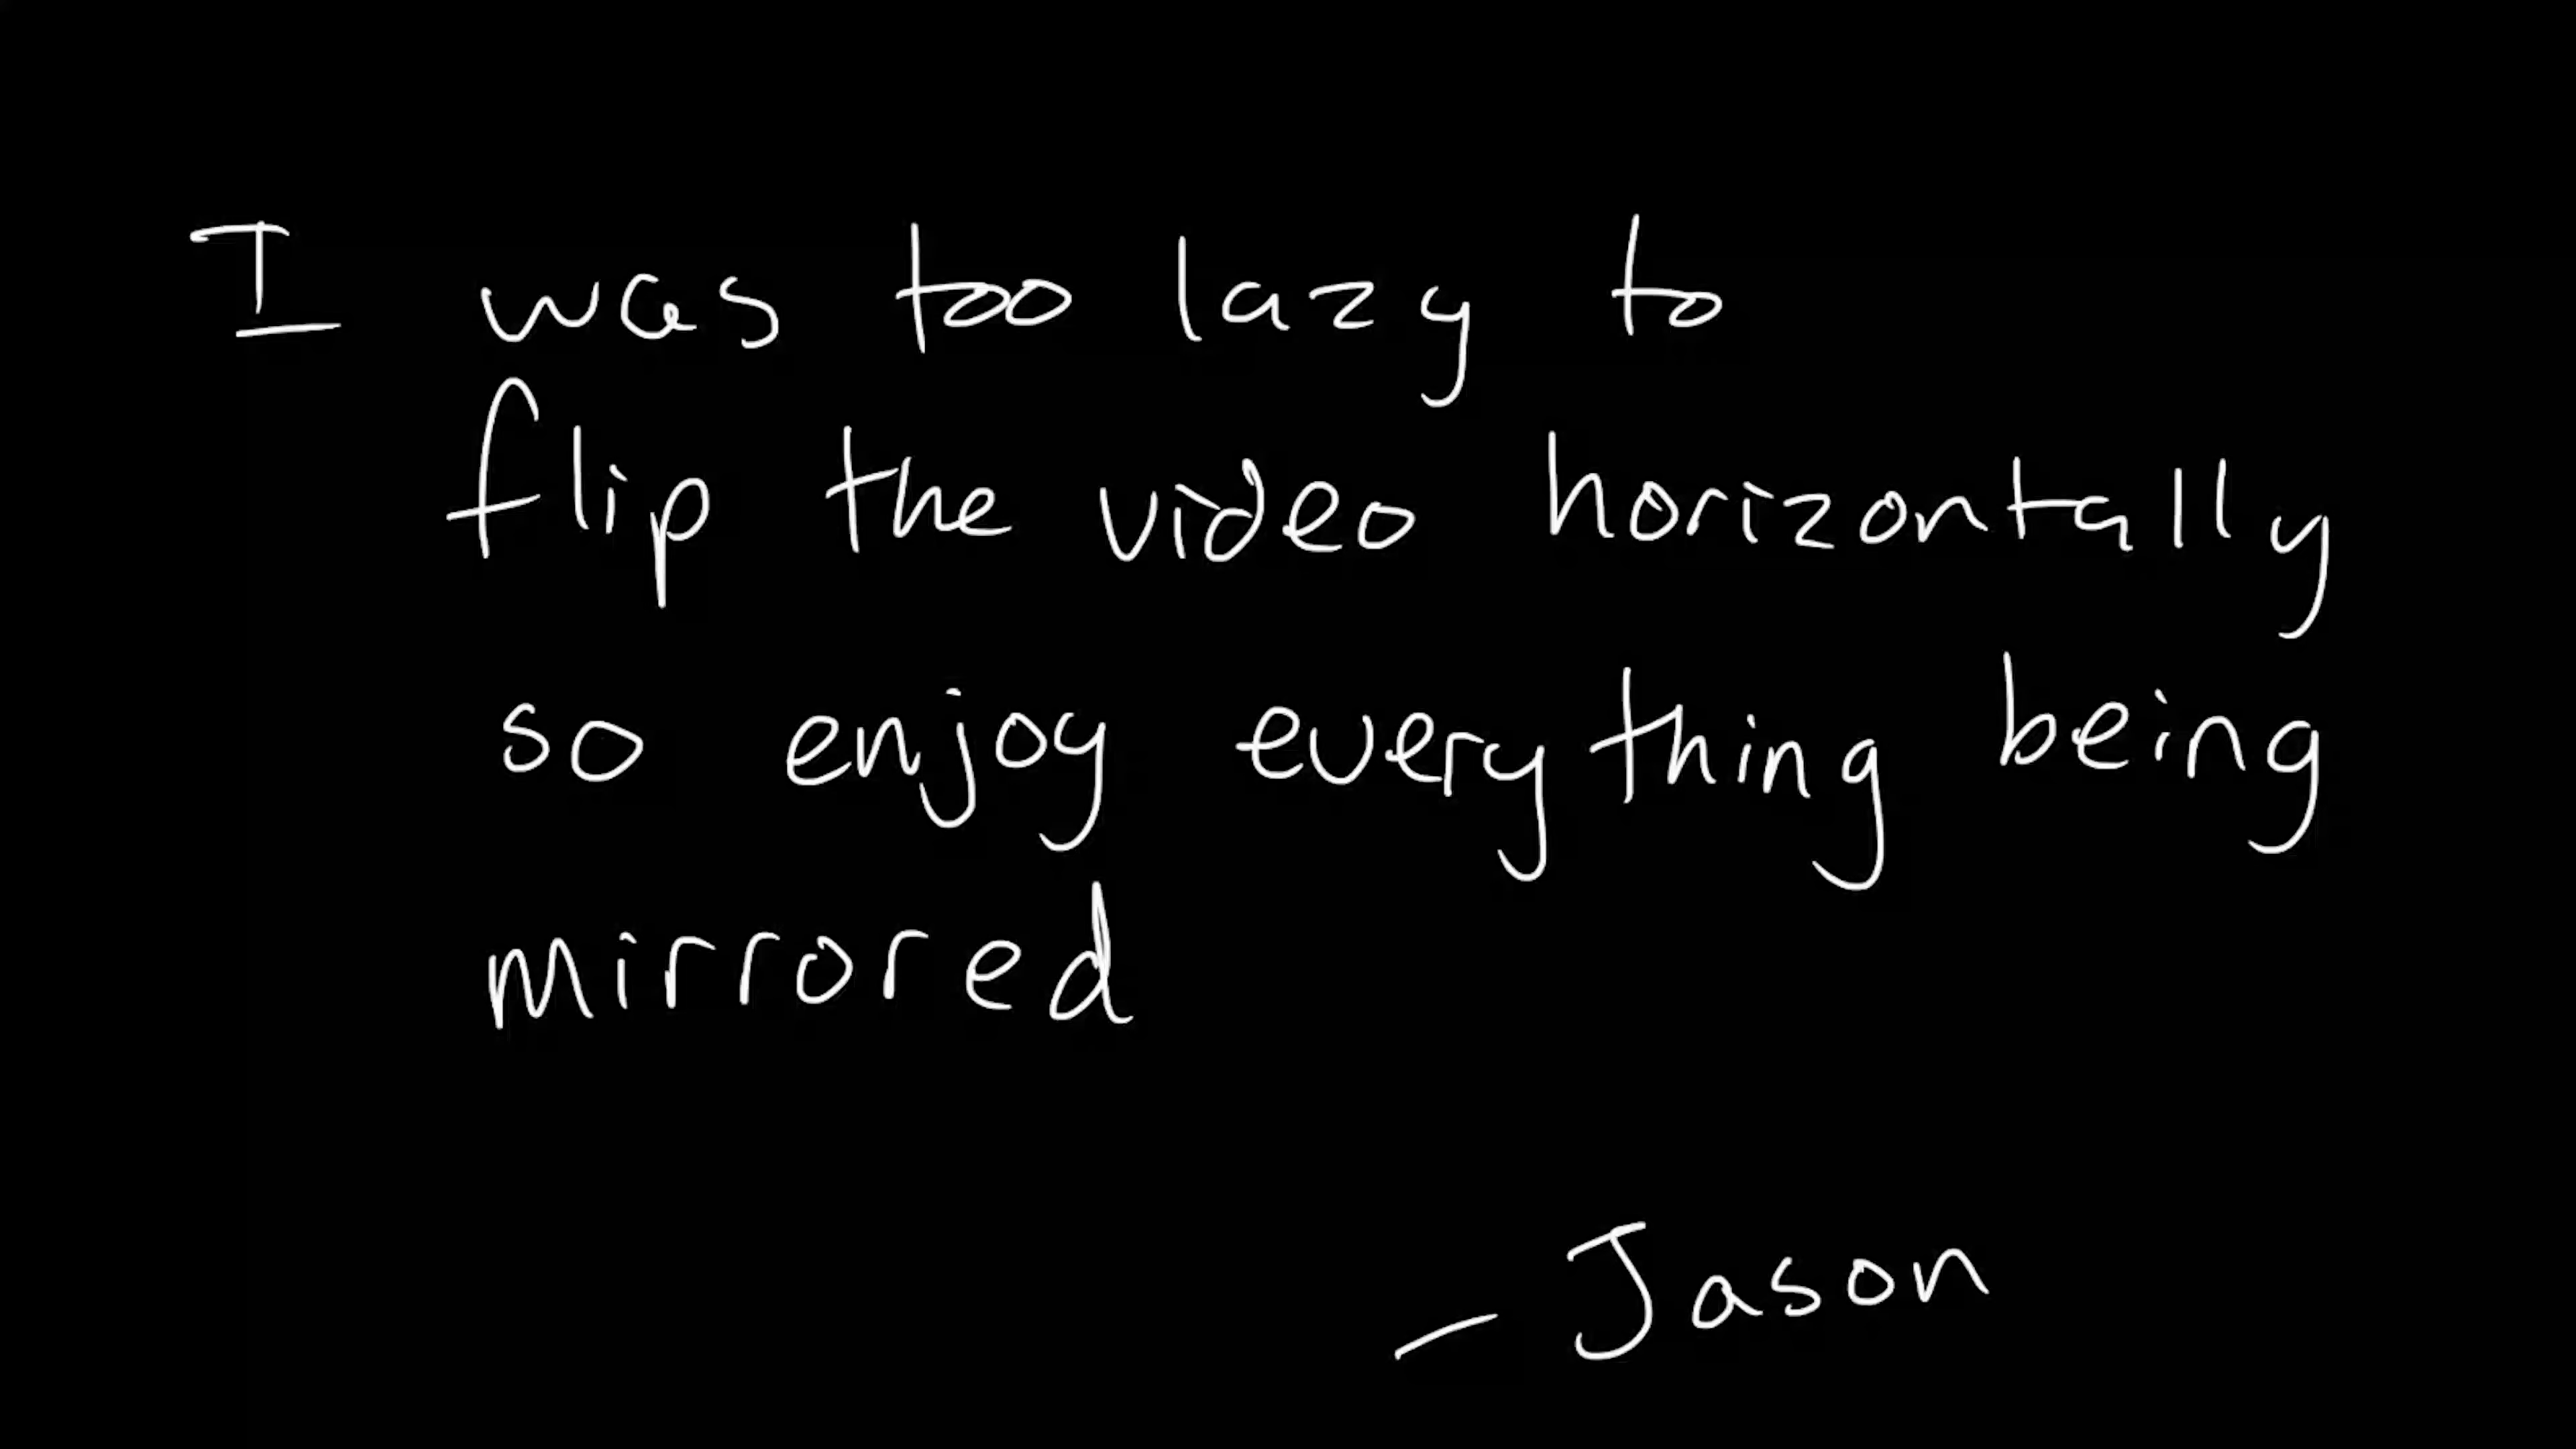 I was too lazy to
flip the video horizontally
so enjoy everything being
mirrored
- Jason